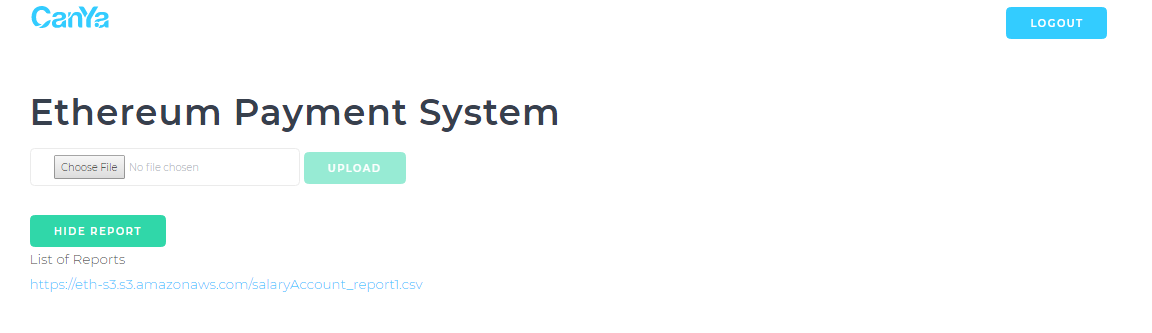 CanYa
LOGOUT
Ethereum Payment System
Choose File No file chosen
UPLOAD
HIDE REPORT
List of Reports
https://eth-s3.s3.amazonaws.com/salaryAccount_report1.csv